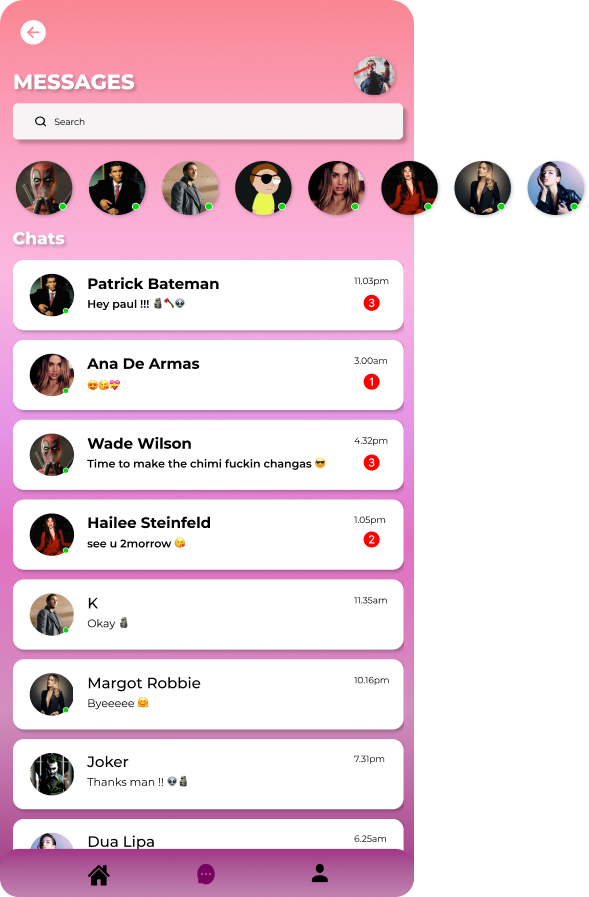 MESSAGES
Search
Chats
Patrick Bateman
11.03pm
Hey paul !!! 🗿🪓👽
3
Ana De Armas
3.00am
😍😘💝
1
Wade Wilson
4.32pm
Time to make the chimi fuckin changas 😎
3
Hailee Steinfeld
1.05pm
see u 2morrow 😘
2
K
11.35am
Okay 🗿
Margot Robbie
10.16pm
Byeeeee 🤗
Joker
7.31pm
Thanks man !! 👽🗿
Dua Lipa
6.25am